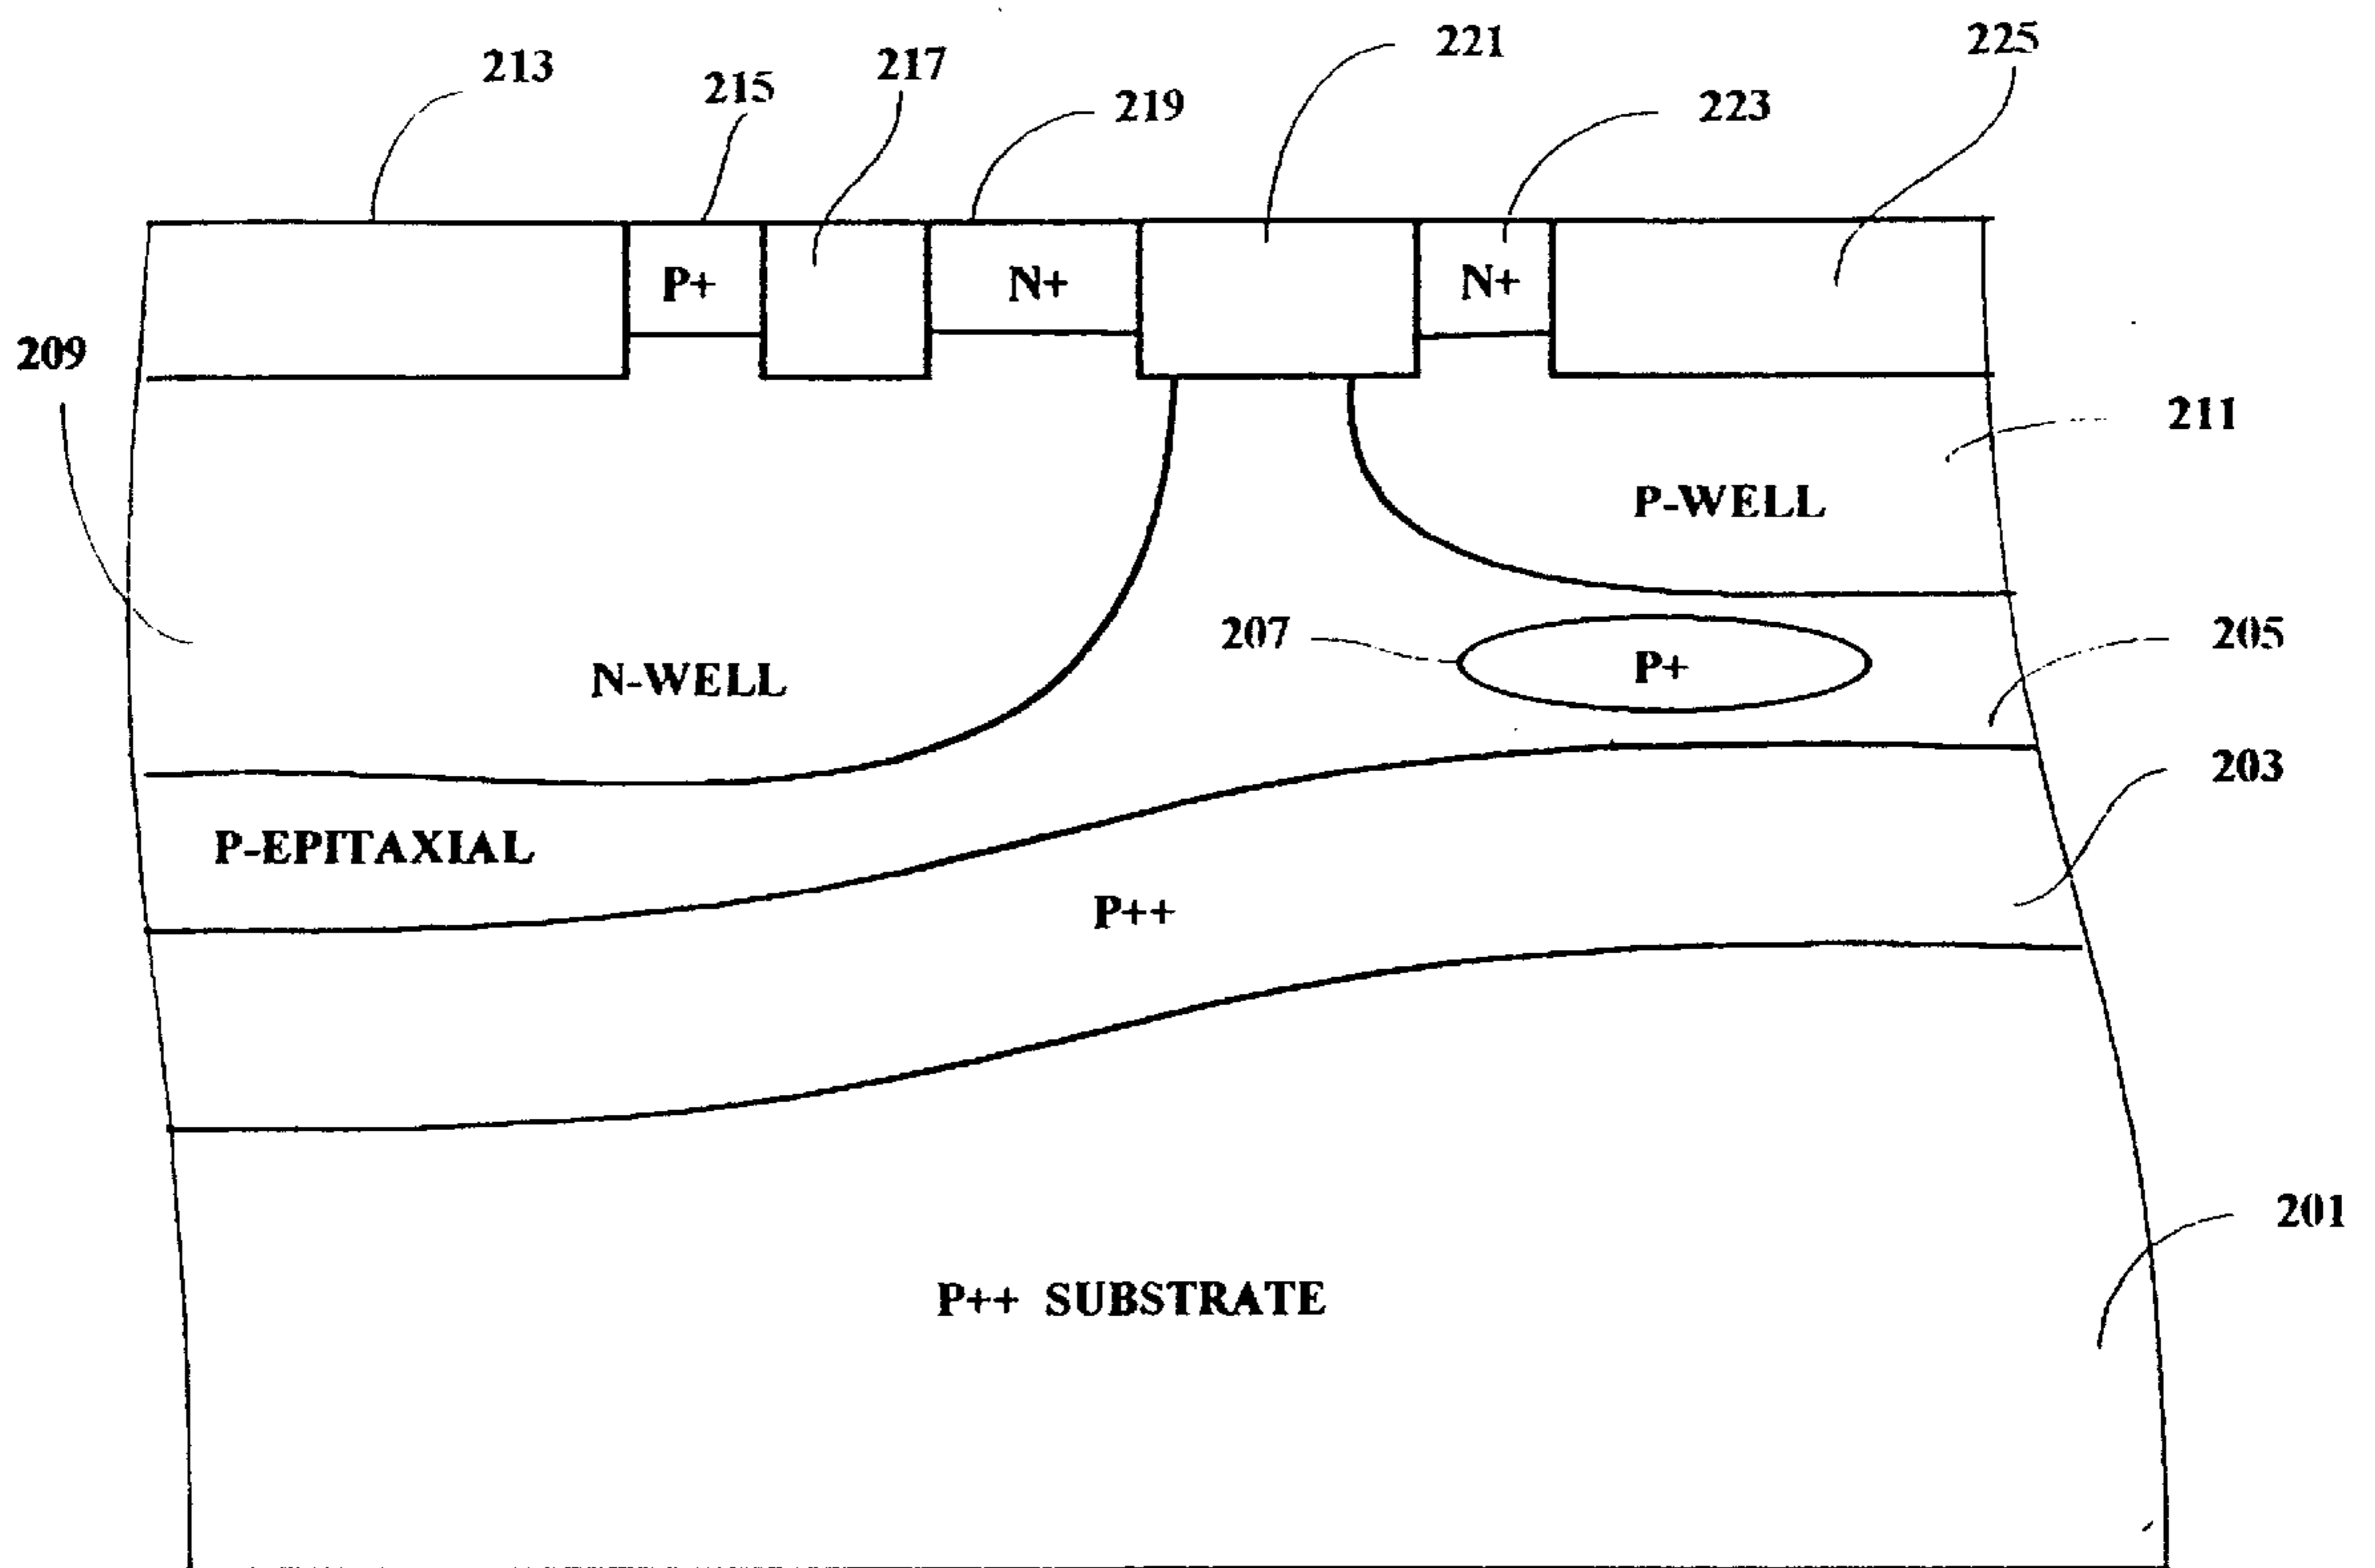 213
215
217
219
221
223
225
P+
N+
N+
209
211
P-WELL
207
P+
205
N-WELL
203
P-EPITAXIAL
P++
201
P++ SUBSTRATE